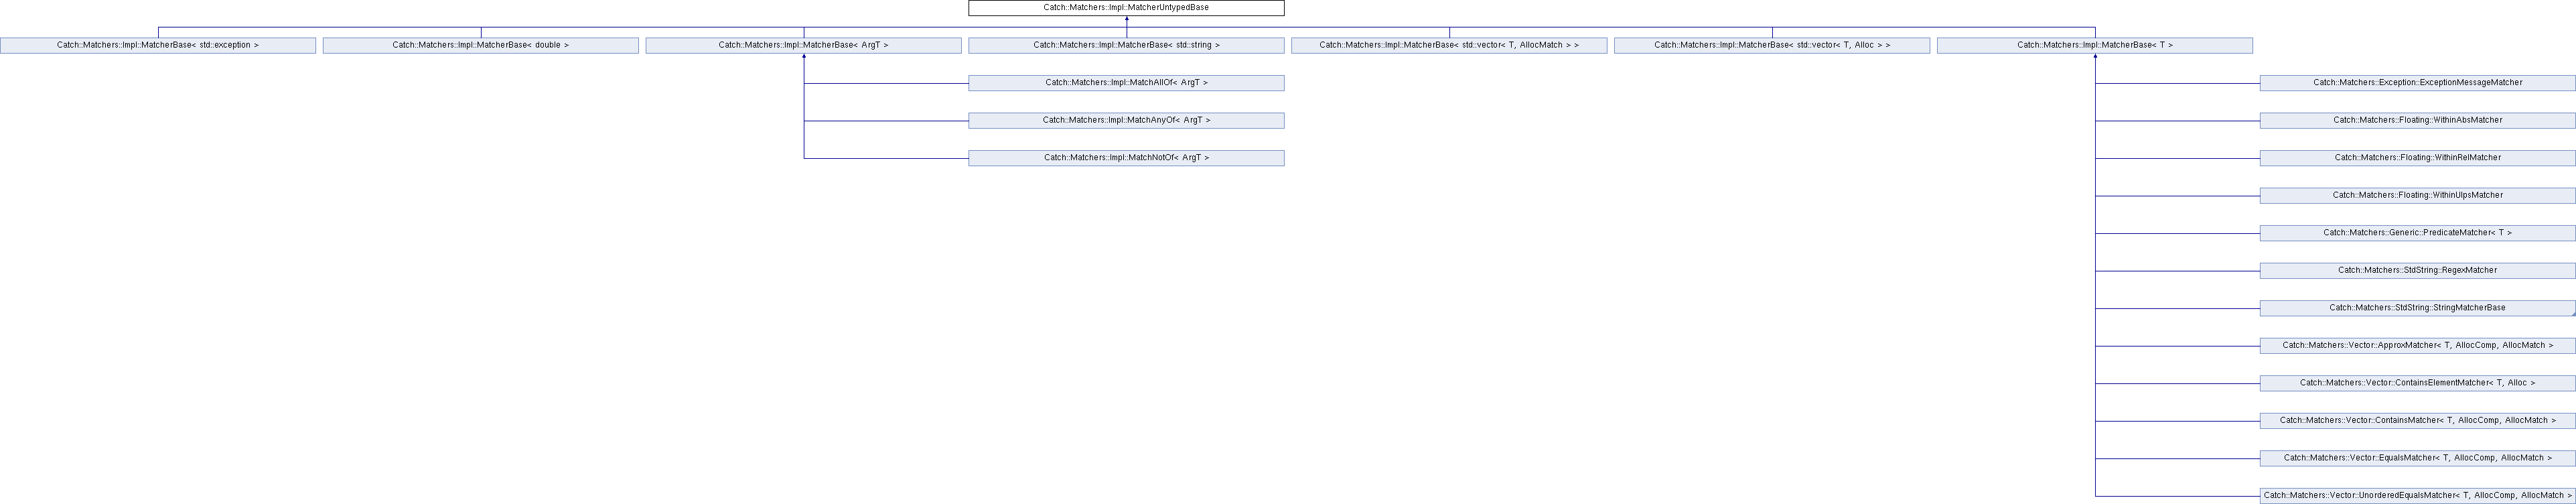 Catch::Matchers::Impl::MatcherUntypedBase
Catch::Matchers::Impl::MatcherBase< std::exception >
Catch::Matchers::Impl::MatcherBase< double >
Catch::Matchers::Impl::MatcherBase< ArgT >
Catch::Matchers::Impl::MatcherBase< std::string >
Catch::Matchers::Impl::MatcherBase< std::vector< T, AllocMatch > >
Catch::Matchers::Impl::MatcherBase< std::vector< T, Alloc > >
Catch::Matchers::Impl::MatcherBase< T >
Catch::Matchers::Impl::MatchAllOf< ArgT >
Catch::Matchers::Impl::MatchAnyOf< ArgT >
Catch::Matchers::Impl::MatchNotOf< ArgT >
Catch::Matchers::Exception::ExceptionMessageMatcher
Catch::Matchers::Floating::WithinAbsMatcher
Catch::Matchers::Floating::WithinRelMatcher
Catch::Matchers::Floating::WithinUlpsMatcher
Catch::Matchers::Generic::PredicateMatcher< T >
Catch::Matchers::StdString::RegexMatcher
Catch::Matchers::StdString::StringMatcherBase
Catch::Matchers::Vector::ApproxMatcher< T, AllocComp, AllocMatch >
Catch::Matchers::Vector::ContainsElementMatcher< T, Alloc >
Catch::Matchers::Vector::ContainsMatcher< T, AllocComp, AllocMatch >
Catch::Matchers::Vector::EqualsMatcher< T, AllocComp, AllocMatch >
Catch::Matchers::Vector::UnorderedEqualsMatcher< T, AllocComp, AllocMatch >